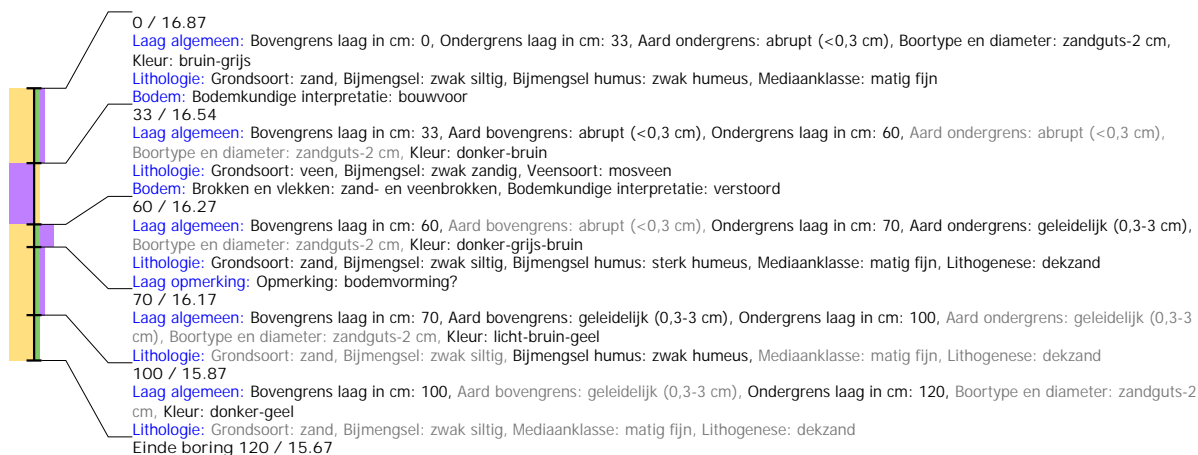 0 / 16.87
Laag algemeen: Bovengrens laag in cm: 0, Ondergrens laag in cm: 33, Aard ondergrens: abrupt (<0,3 cm), Boortype en diameter: zandguts-2 cm,
Kleur: bruin-grijs
Lithologie: Grondsoort: zand, Bijmengsel: zwak siltig, Bijmengsel humus: zwak humeus, Mediaanklasse: matig fijn
Bodem: Bodemkundige interpretatie: bouwvoor
33 / 16.54
Laag algemeen: Bovengrens laag in cm: 33, Aard bovengrens: abrupt (<0,3 cm), Ondergrens laag in cm: 60, Aard ondergrens: abrupt (<0,3 cm),
Boortype en diameter: zandguts-2 cm, Kleur: donker-bruin
Lithologie: Grondsoort: veen, Bijmengsel: zwak zandig, Veensoort: mosveen
Bodem: Brokken en vlekken: zand- en veenbrokken, Bodemkundige interpretatie: verstoord
60 / 16.27
Laag algemeen: Bovengrens laag in cm: 60, Aard bovengrens: abrupt (<0,3 cm), Ondergrens laag in cm: 70, Aard ondergrens: geleidelijk (0,3-3 cm),
Boortype en diameter: zandguts-2 cm, Kleur: donker-grijs-bruin
Lithologie: Grondsoort: zand, Bijmengsel: zwak siltig, Bijmengsel humus: sterk humeus, Mediaanklasse: matig fijn, Lithogenese: dekzand
Laag opmerking: Opmerking: bodemvorming?
70 / 16.17
Laag algemeen: Bovengrens laag in cm: 70, Aard bovengrens: geleidelijk (0,3-3 cm), Ondergrens laag in cm: 100, Aard ondergrens: geleidelijk (0,3-3
cm), Boortype en diameter: zandguts-2 cm, Kleur: licht-bruin-geel
Lithologie: Grondsoort: zand, Bijmengsel: zwak siltig, Bijmengsel humus: zwak humeus, Mediaanklasse: matig fijn, Lithogenese: dekzand
100 / 15.87
Laag algemeen: Bovengrens laag in cm: 100, Aard bovengrens: geleidelijk (0,3-3 cm), Ondergrens laag in cm: 120, Boortype en diameter: zandguts-2
cm, Kleur: donker-geel
Lithologie: Grondsoort: zand, Bijmengsel: zwak siltig, Mediaanklasse: matig fijn, Lithogenese: dekzand
Einde boring 120 / 15.67